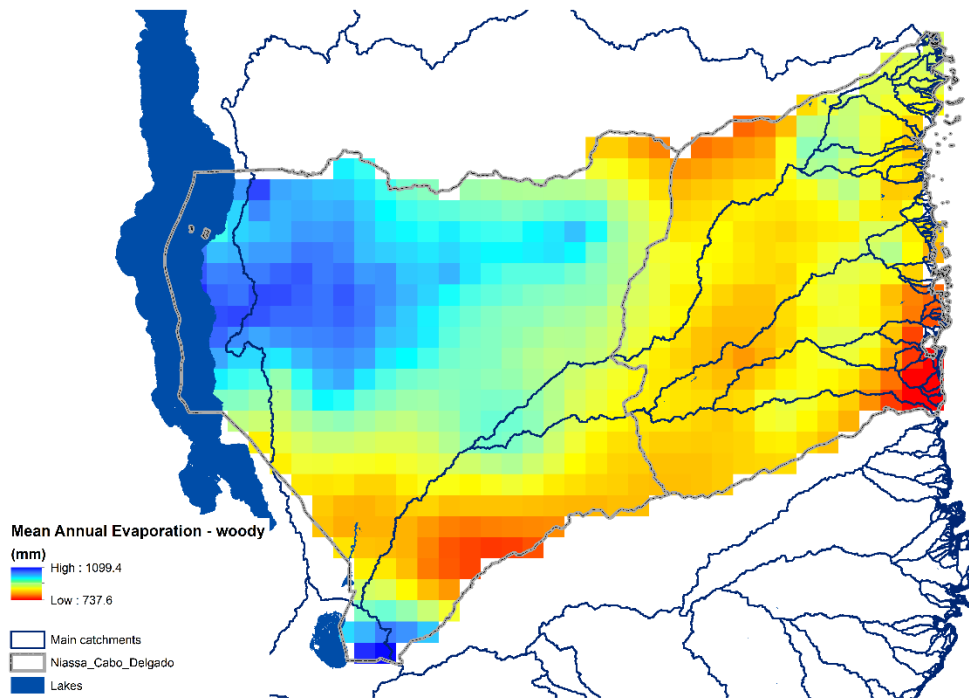 Mean Annual Evaporation - woody
(mm)
High : 1099.4
Low : 737.6
Main catchments
Niassa_Cabo_Delgado
Lakes